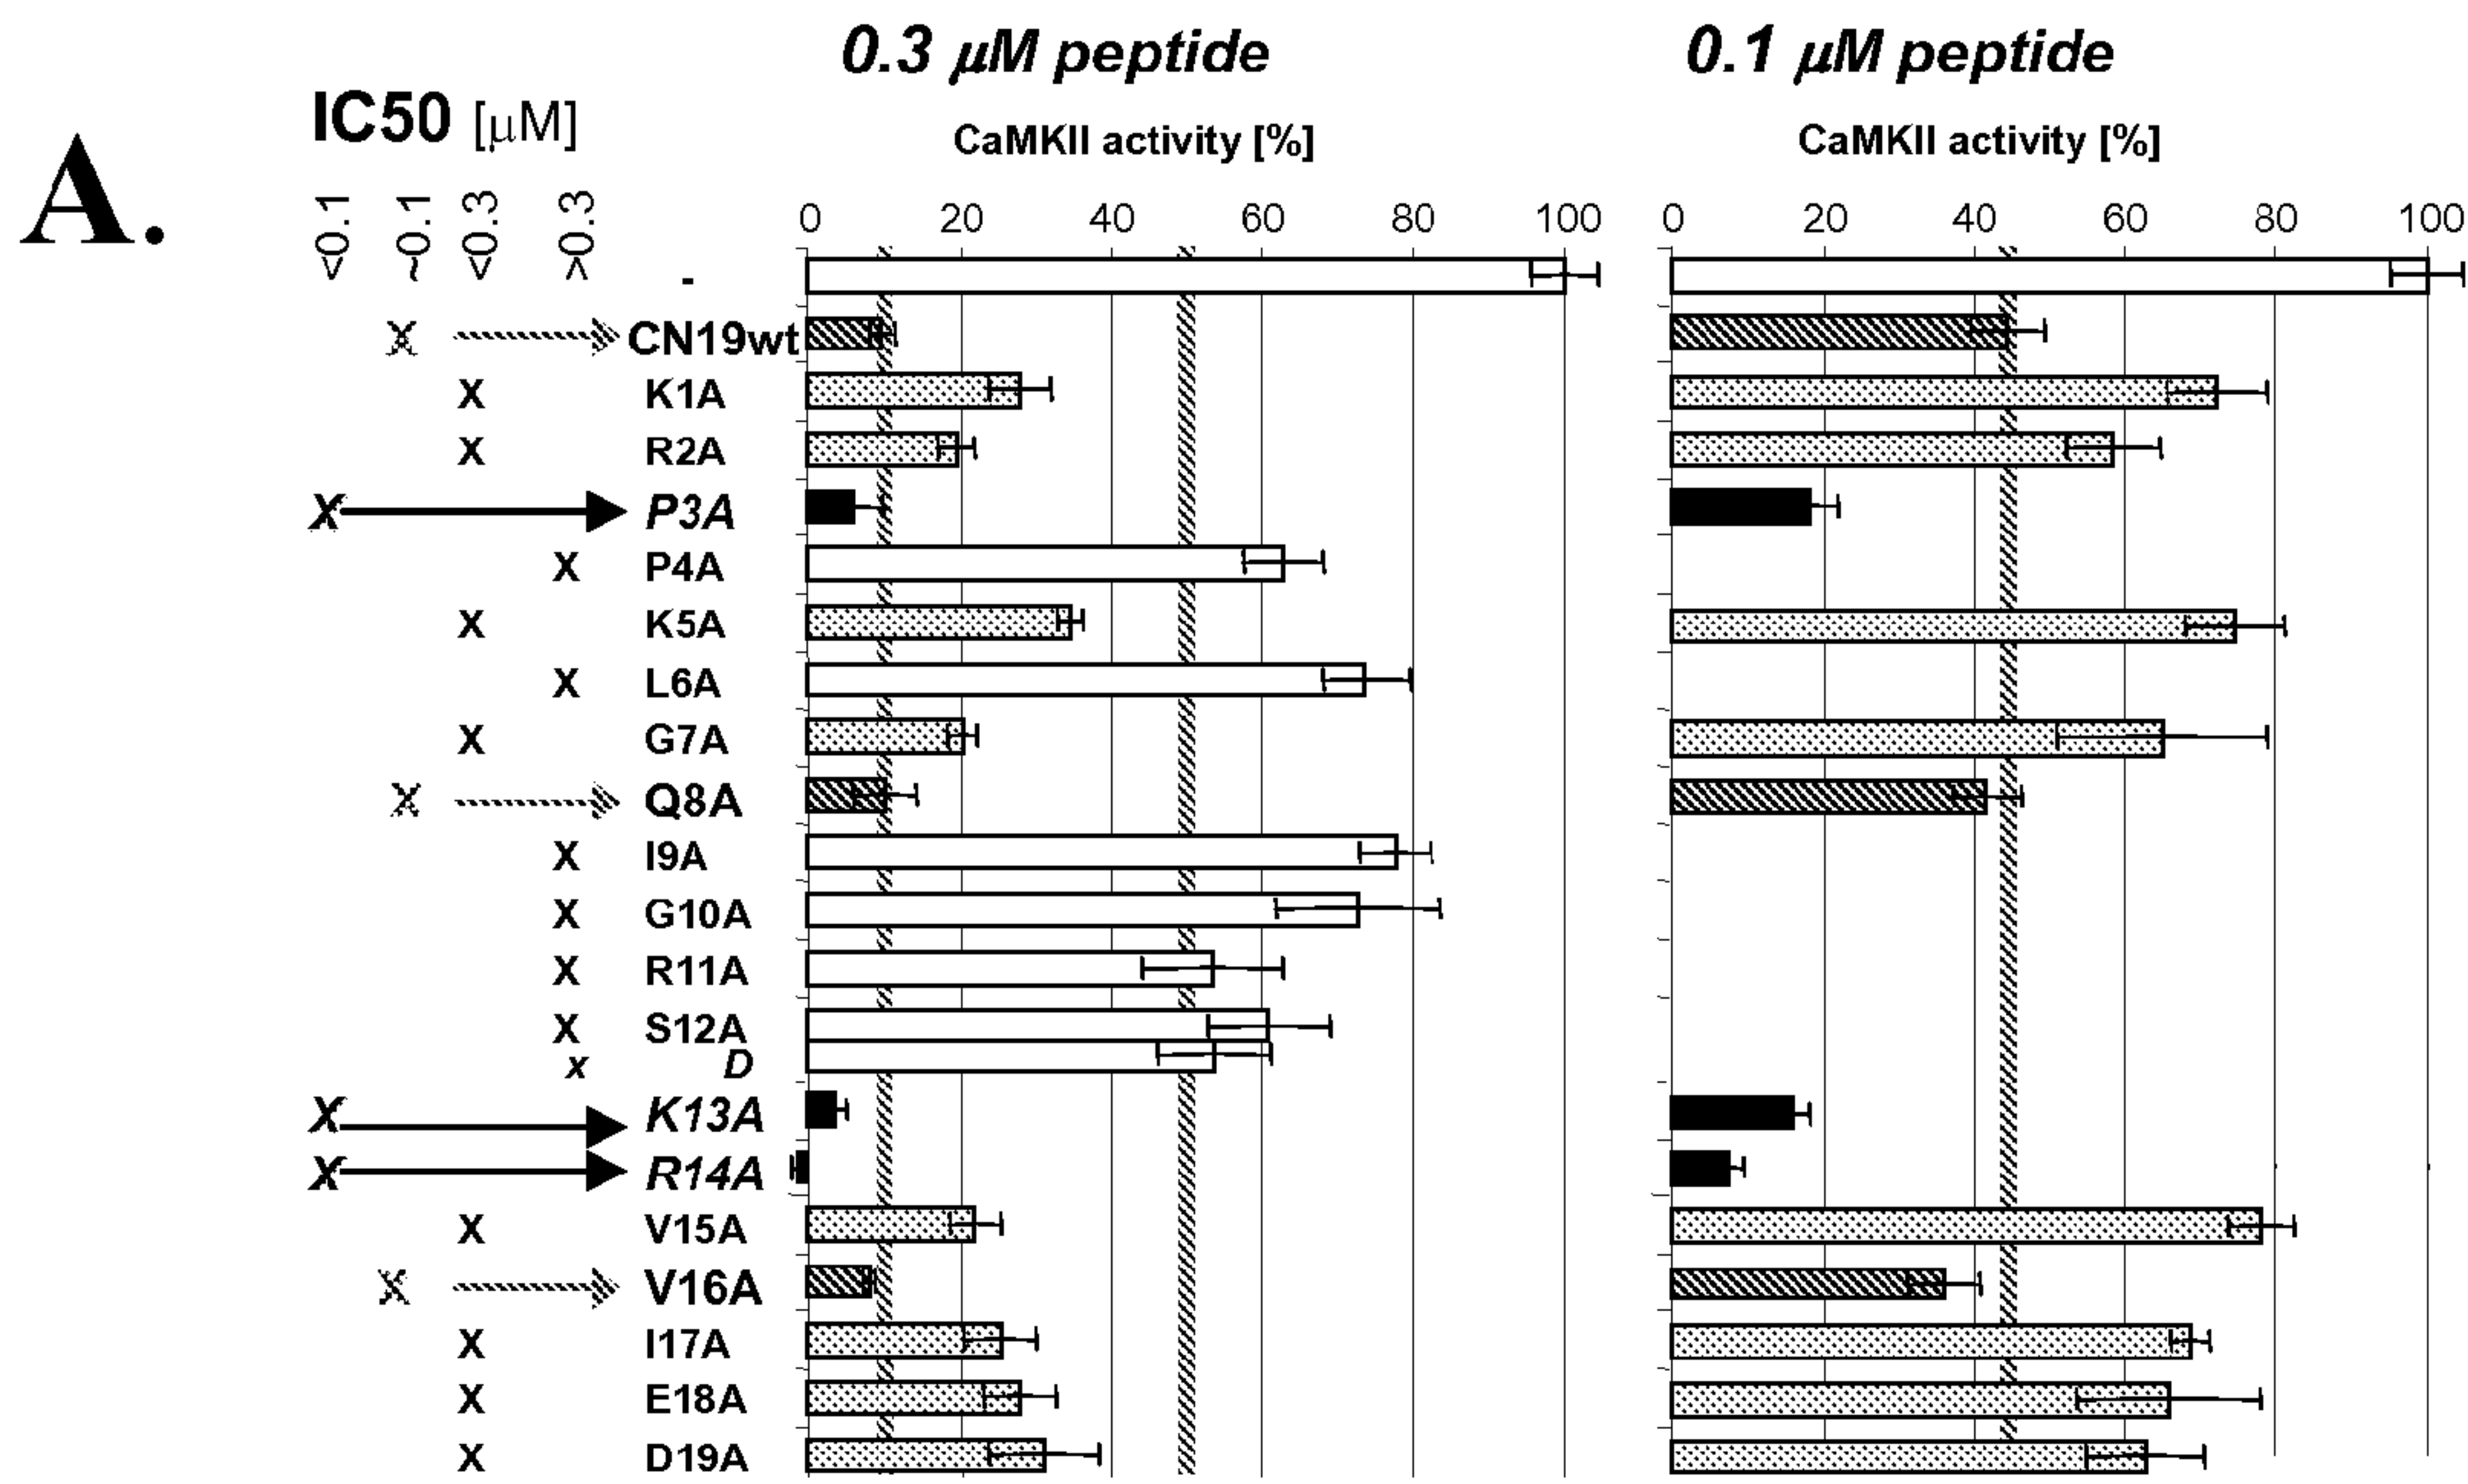 A.
0.3 µM peptide
0.1 µM peptide
IC50 [µM]
CaMKII activity [%]
CaMKII activity [%]
<0.1 ~0.1 <0.3 >0.3
0 20 40 60 80 100
0 20 40 60 80 100
-
X CN19wt
X K1A
X R2A
X P3A
X P4A
X K5A
X L6A
X G7A
X Q8A
X I9A
X G10A
X R11A
X S12A
x D
X K13A
X R14A
X V15A
X V16A
X I17A
X E18A
X D19A